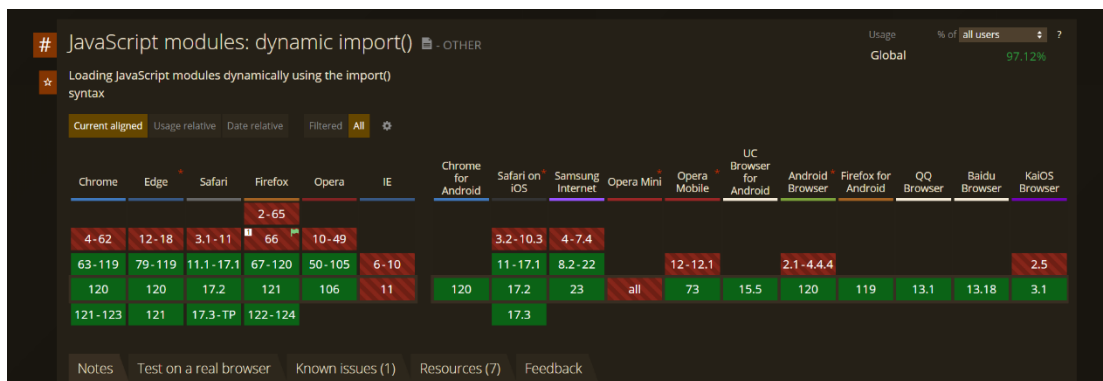 # JavaScript modules: dynamic import() - OTHER
Usage % of all users ?
Global 97.12%
Loading JavaScript modules dynamically using the import()
syntax
Current aligned Usage relative Date relative Filtered All
Chrome Edge * Safari Firefox Opera IE Chrome for Android Safari on iOS * Samsung Internet Opera Mini * Opera Mobile * UC Browser for Android Android Browser * Firefox for Android QQ Browser Baidu Browser KaiOS Browser
2-65
4-62 12-18 3.1-11 1 66 10-49 3.2-10.3 4-7.4
63-119 79-119 11.1-17.1 67-120 50-105 6-10 11-17.1 8.2-22 12-12.1 2.1-4.4.4 2.5
120 120 17.2 121 106 11 120 17.2 23 all 73 15.5 120 119 13.1 13.18 3.1
121-123 121 17.3-TP 122-124 17.3
Notes Test on a real browser Known issues (1) Resources (7) Feedback